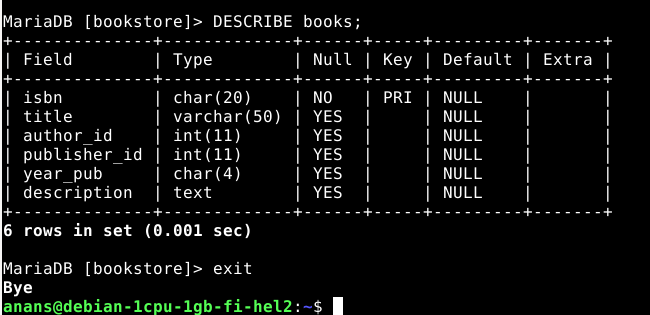 MariaDB [bookstore]> DESCRIBE books;
+--------------+-------------+------+-----+---------+-------+
| Field        | Type        | Null | Key | Default | Extra |
+--------------+-------------+------+-----+---------+-------+
| isbn         | char(20)    | NO   | PRI | NULL    |       |
| title        | varchar(50) | YES  |     | NULL    |       |
| author_id    | int(11)     | YES  |     | NULL    |       |
| publisher_id | int(11)     | YES  |     | NULL    |       |
| year_pub     | char(4)     | YES  |     | NULL    |       |
| description  | text        | YES  |     | NULL    |       |
+--------------+-------------+------+-----+---------+-------+
6 rows in set (0.001 sec)
MariaDB [bookstore]> exit
Bye
anans@debian-1cpu-1gb-fi-hel2:~$